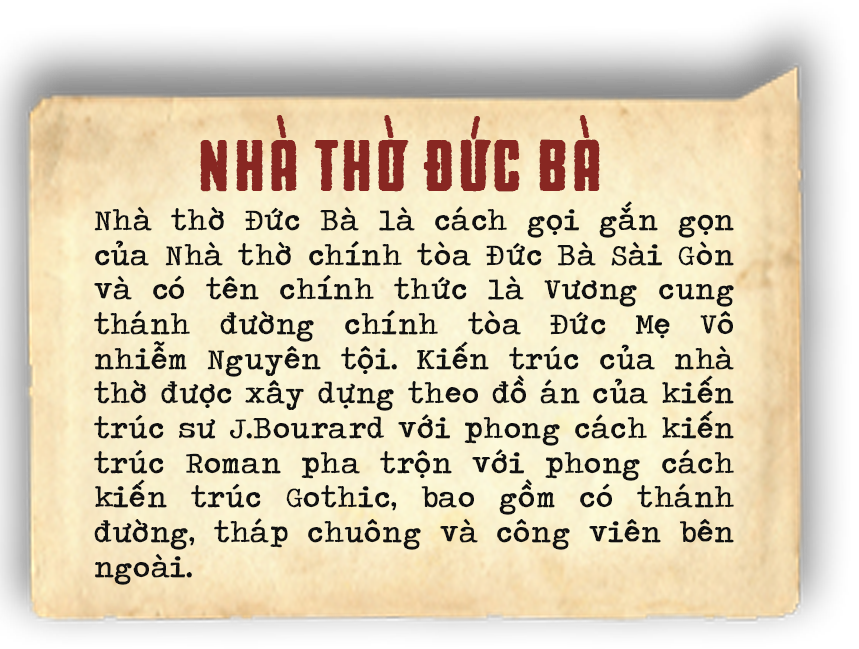 NHÀ THỜ ĐỨC BÀ
Nhà thờ Đức Bà là cách gọi gắn gọn
của Nhà thờ chính tòa Đức Bà Sài Gòn
và có tên chính thức là Vương cung
thánh đường chính tòa Đức Mẹ Vô
nhiễm Nguyên tội. Kiến trúc của nhà
thờ được xây dựng theo đồ án của kiến
trúc sư J.Bourard với phong cách kiến
trúc Roman pha trộn với phong cách
kiến trúc Gothic, bao gồm có thánh
đường, tháp chuông và công viên bên
ngoài.